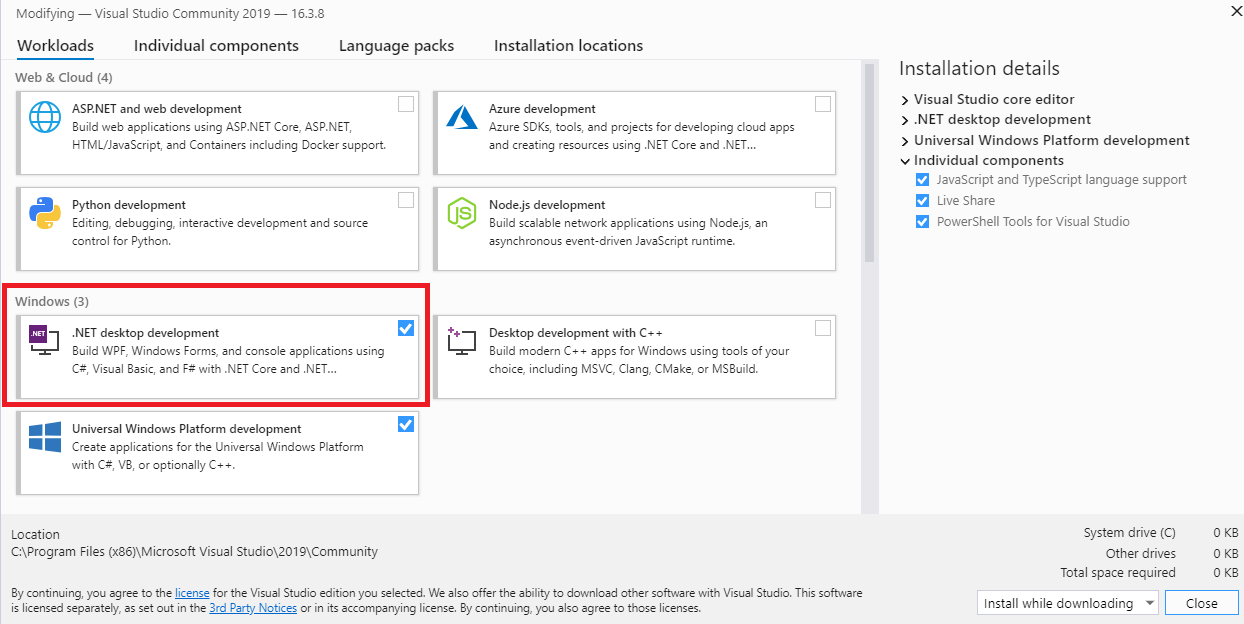 Modifying — Visual Studio Community 2019 — 16.3.8
Workloads
Individual components
Language packs
Installation locations
Web & Cloud (4)
ASP.NET and web development
Build web applications using ASP.NET Core, ASP.NET,
HTML/JavaScript, and Containers including Docker support.
Azure development
Azure SDKs, tools, and projects for developing cloud apps
and creating resources using .NET Core and .NET...
Python development
Editing, debugging, interactive development and source
control for Python.
JS
Node.js development
Build scalable network applications using Node.js, an
asynchronous event-driven JavaScript runtime.
Windows (3)
.NET
.NET desktop development
Build WPF, Windows Forms, and console applications using
C#, Visual Basic, and F# with .NET Core and .NET...
Desktop development with C++
Build modern C++ apps for Windows using tools of your
choice, including MSVC, Clang, CMake, or MSBuild.
Universal Windows Platform development
Create applications for the Universal Windows Platform
with C#, VB, or optionally C++.
Installation details
Visual Studio core editor
.NET desktop development
Universal Windows Platform development
Individual components
JavaScript and TypeScript language support
Live Share
PowerShell Tools for Visual Studio
Location
C:\Program Files (x86)\Microsoft Visual Studio\2019\Community
System drive (C) 0 KB
Other drives 0 KB
Total space required 0 KB
By continuing, you agree to the license for the Visual Studio edition you selected. We also offer the ability to download other software with Visual Studio. This software
is licensed separately, as set out in the 3rd Party Notices or in its accompanying license. By continuing, you also agree to those licenses.
Install while downloading
Close